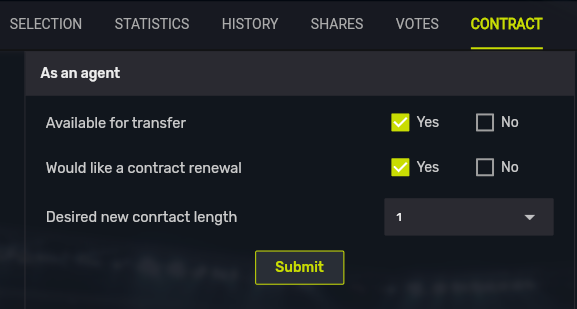 SELECTION STATISTICS HISTORY SHARES VOTES CONTRACT
As an agent
Available for transfer Yes No
Would like a contract renewal Yes No
Desired new conrtact length 1
Submit